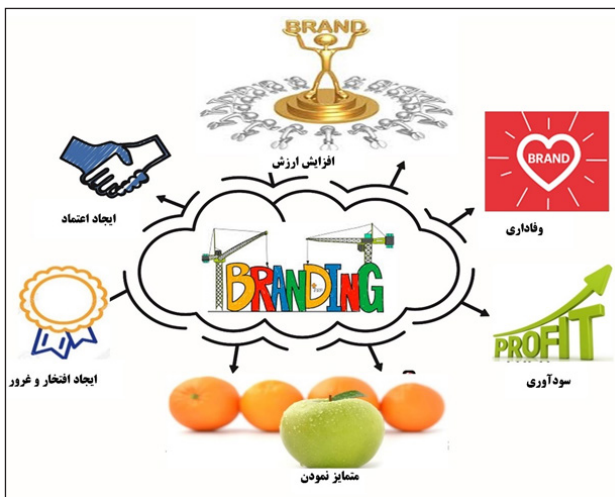 BRAND
افزایش ارزش
BRAND
وفاداری
ایجاد اعتماد
BRANDING
PROFIT
سودآوری
ایجاد افتخار و غرور
متمایز نمودن